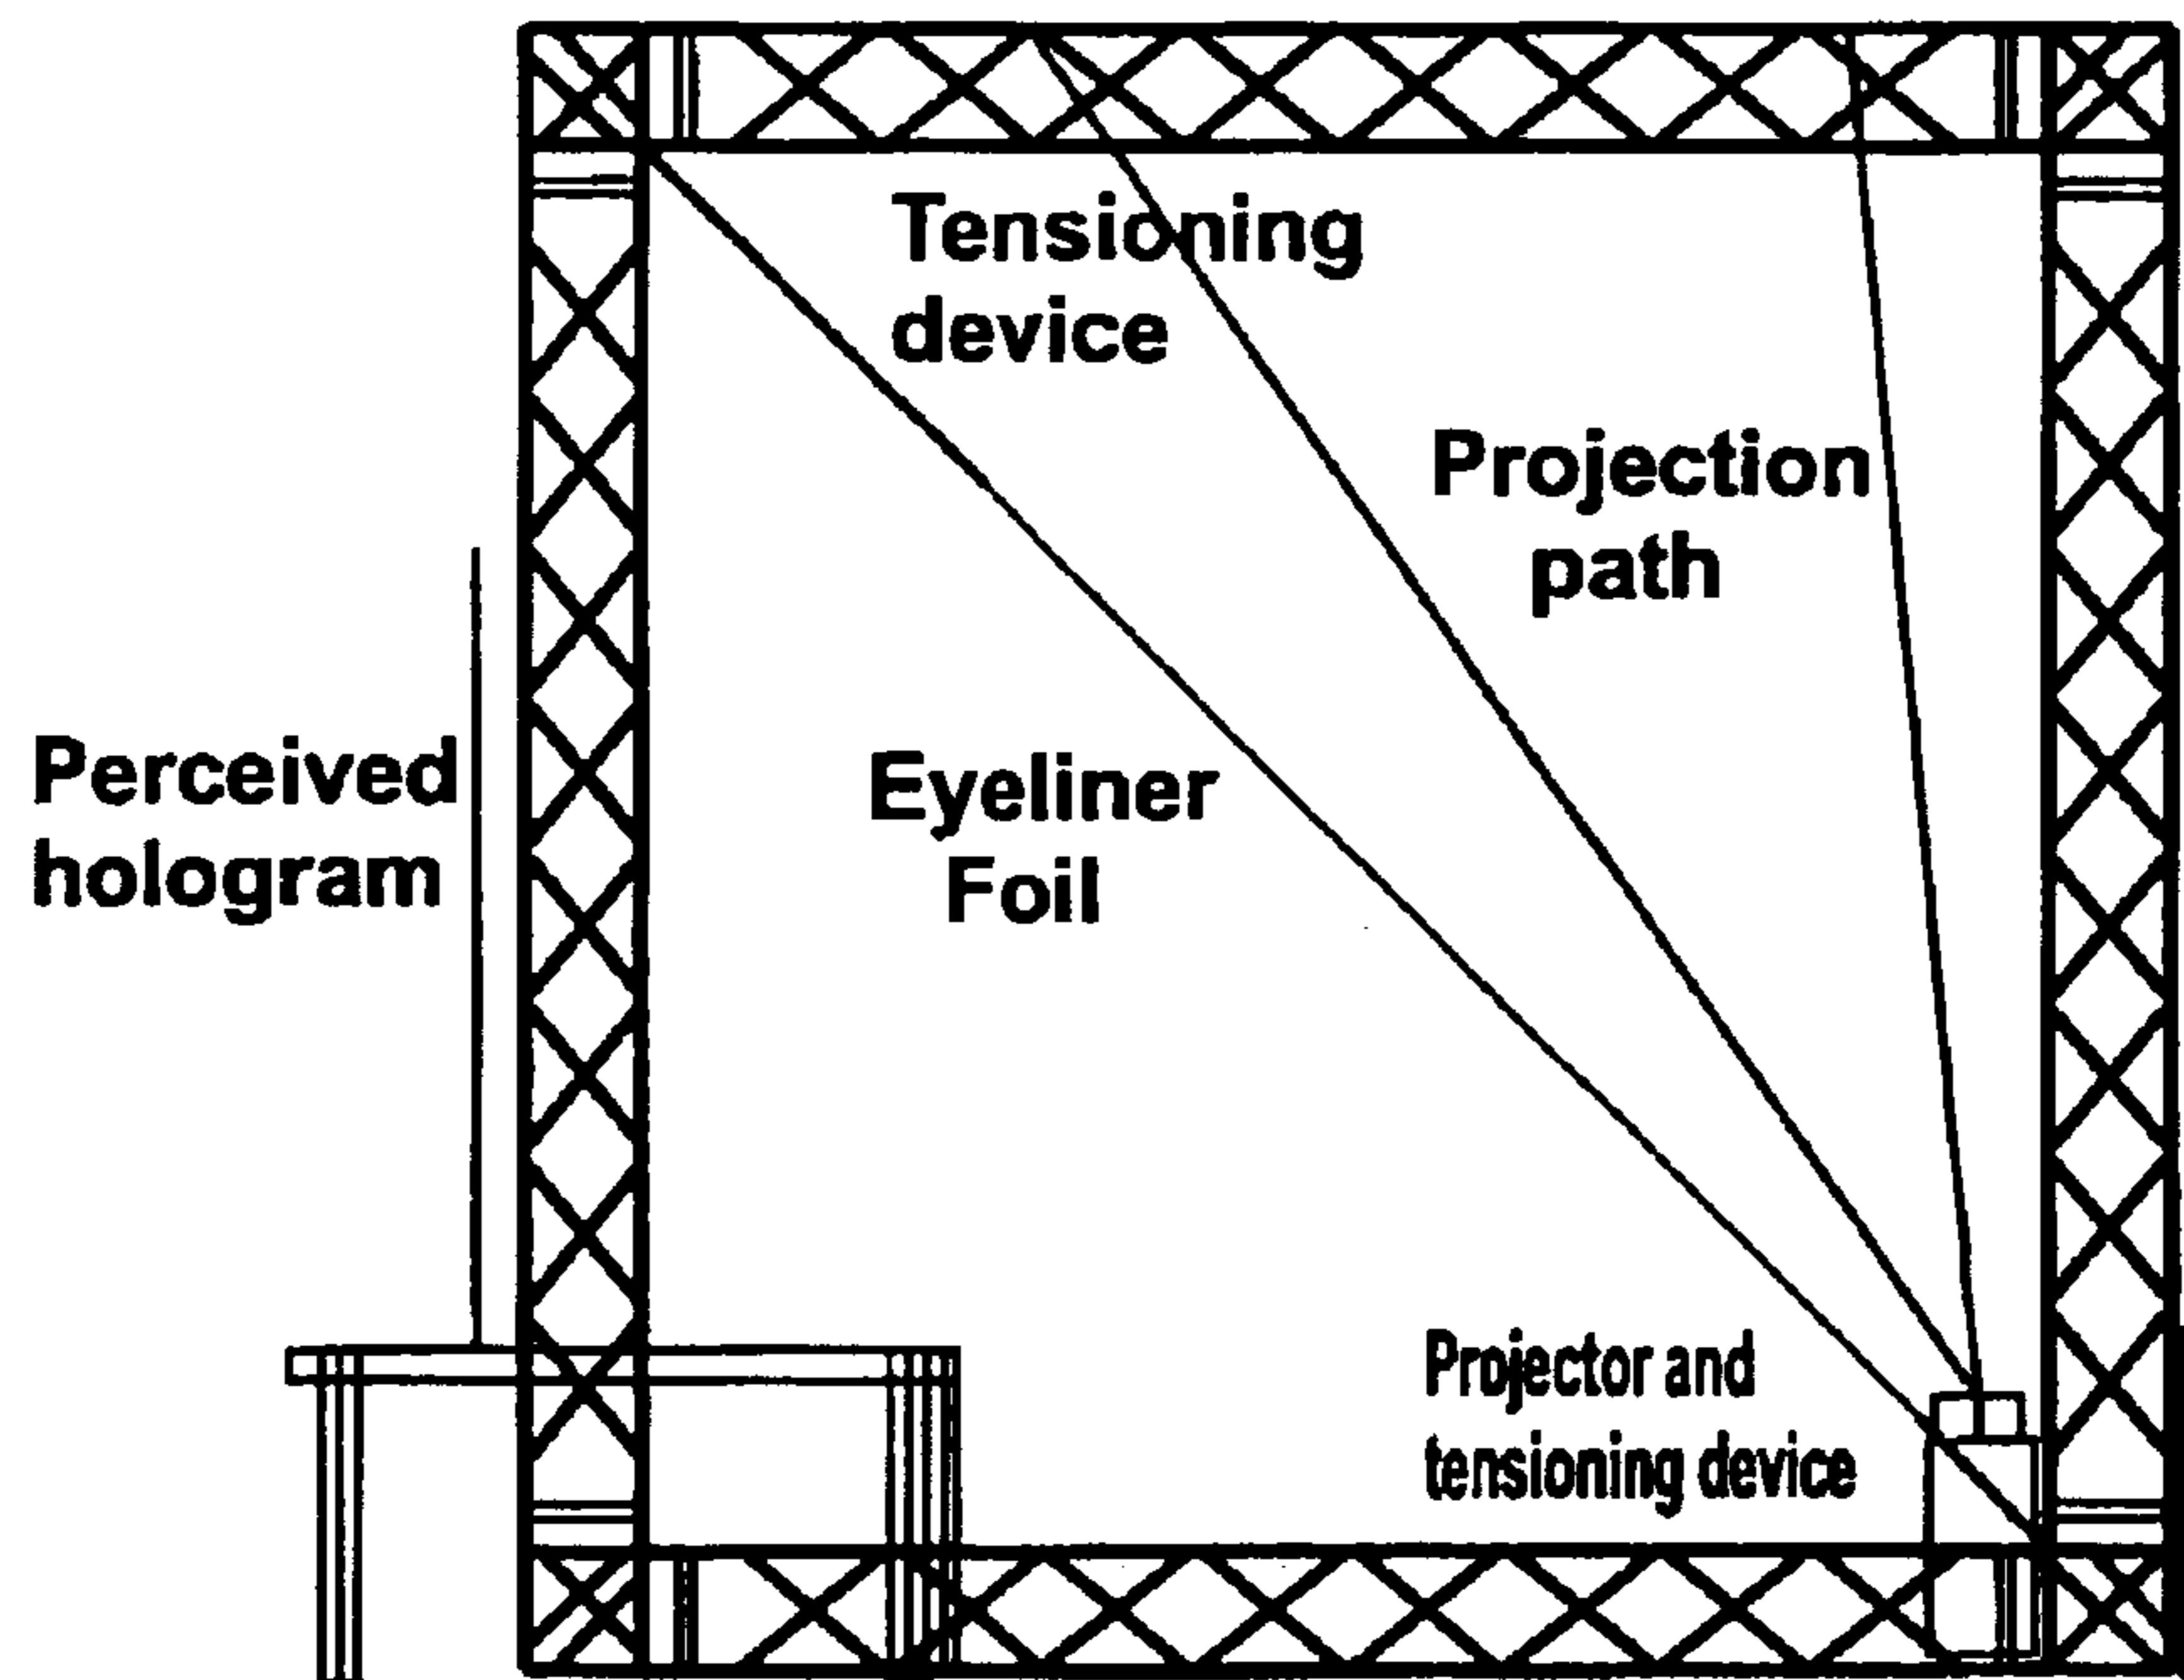 Tensioning
device
Projection
path
Perceived
hologram
Eyeliner
Foil
Projector and
tensioning device